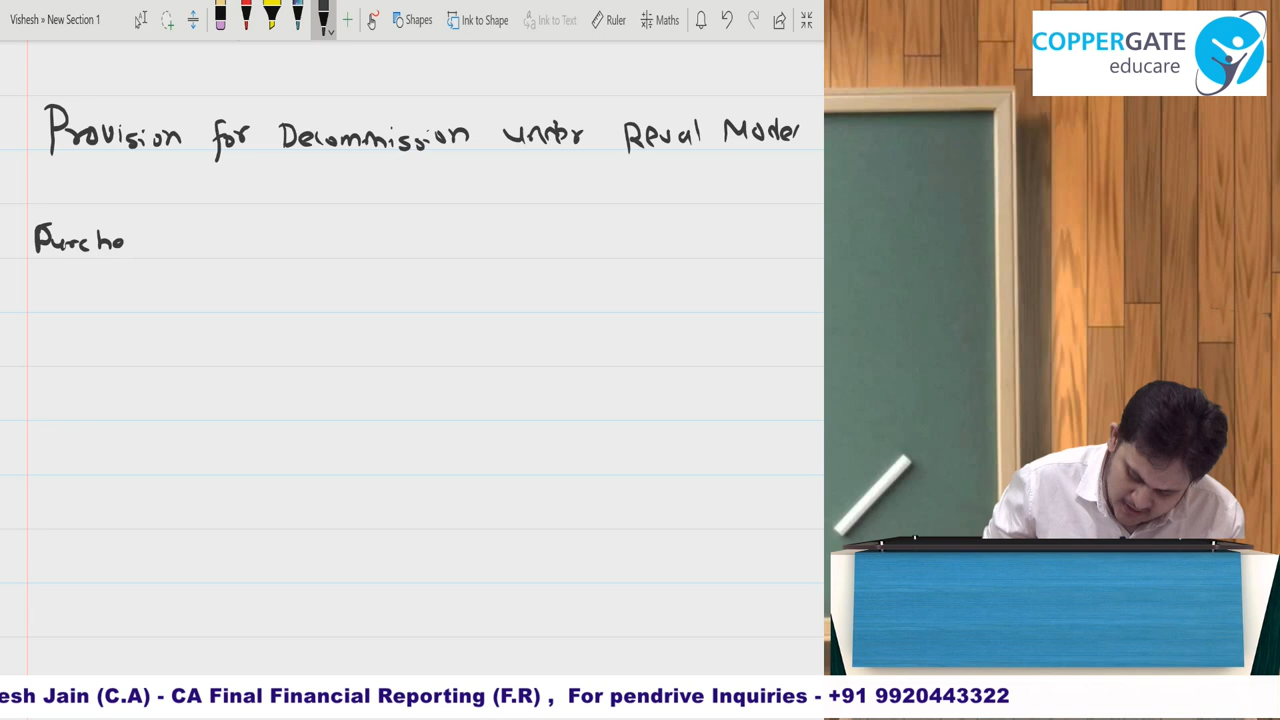 Vishesh » New Section 1
Shapes
Ink to Shape
Ink to Text
Ruler
Maths
COPPERGATE
educare
Provision for Decommission under Reval Model
Purcha
esh Jain (C.A) - CA Final Financial Reporting (F.R) , For pendrive Inquiries - +91 9920443322